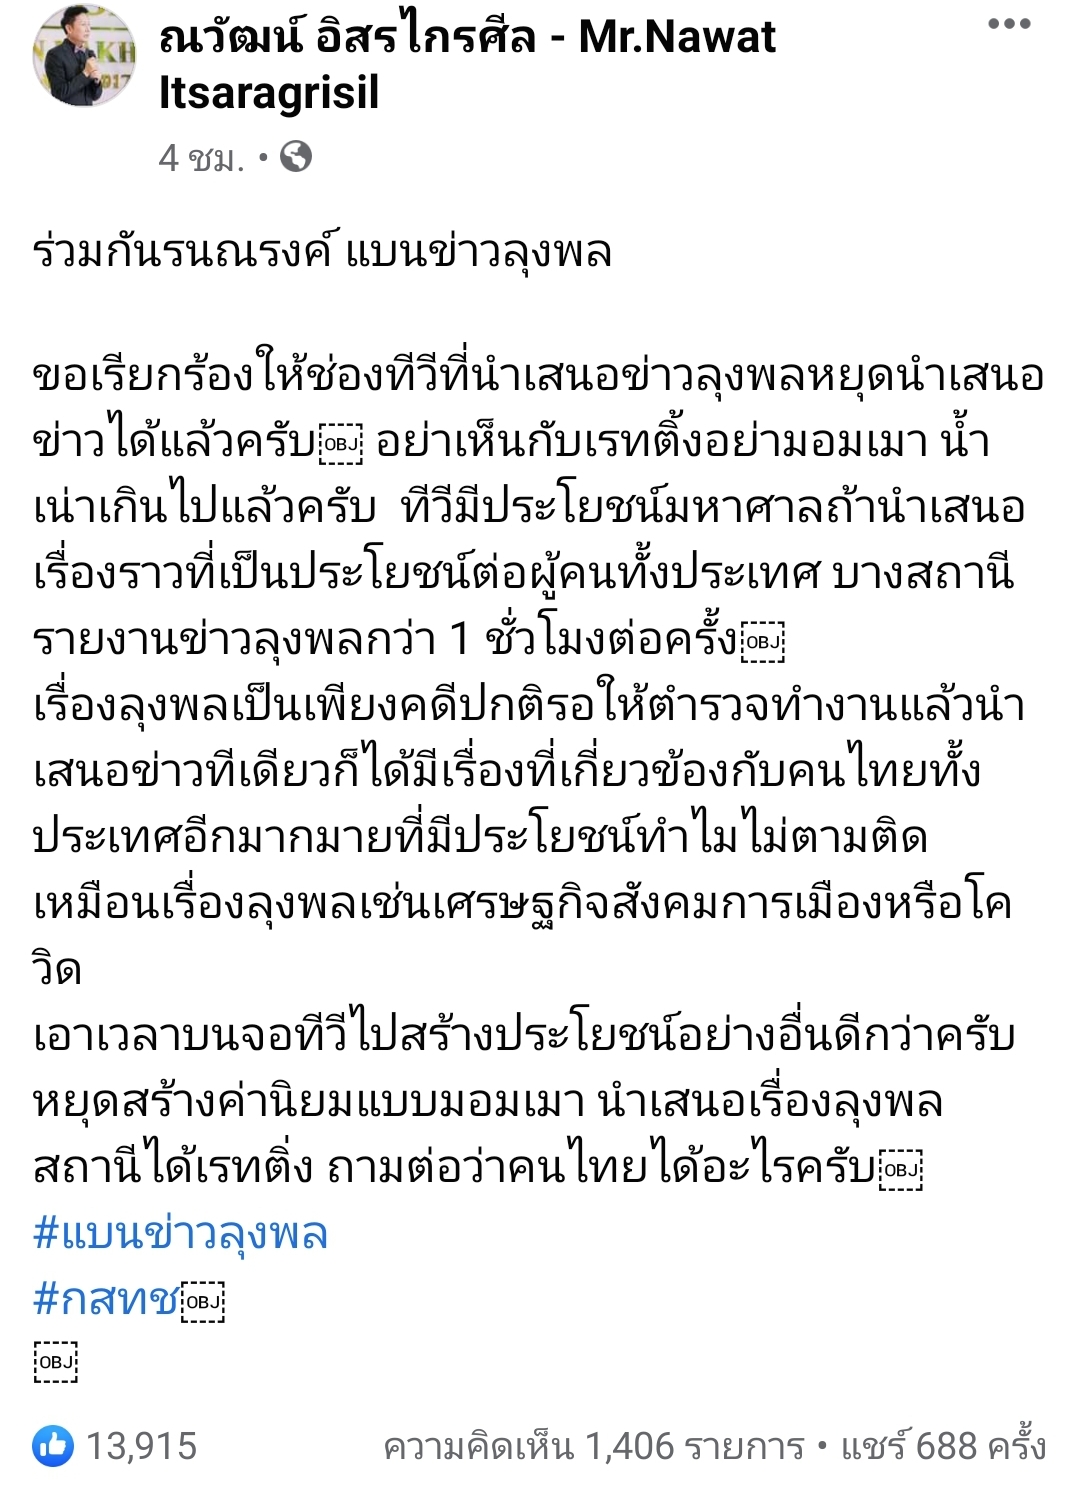 ณวัฒน์ อิสรไกรศีล - Mr.Nawat
Itsaragrisil
4 ชม. •
ร่วมกันรนณรงค์ แบนข่าวลุงพล
ขอเรียกร้องให้ช่องทีวีที่นำเสนอข่าวลุงพลหยุดนำเสนอ
ข่าวได้แล้วครับ￼ อย่าเห็นกับเรทติ้งอย่ามอมเมา น้ำ
เน่าเกินไปแล้วครับ  ทีวีมีประโยชน์มหาศาลถ้านำเสนอ
เรื่องราวที่เป็นประโยชน์ต่อผู้คนทั้งประเทศ บางสถานี
รายงานข่าวลุงพลกว่า 1 ชั่วโมงต่อครั้ง￼
เรื่องลุงพลเป็นเพียงคดีปกติรอให้ตำรวจทำงานแล้วนำ
เสนอข่าวทีเดียวก็ได้มีเรื่องที่เกี่ยวข้องกับคนไทยทั้ง
ประเทศอีกมากมายที่มีประโยชน์ทำไมไม่ตามติด
เหมือนเรื่องลุงพลเช่นเศรษฐกิจสังคมการเมืองหรือโค
วิด
เอาเวลาบนจอทีวีไปสร้างประโยชน์อย่างอื่นดีกว่าครับ
หยุดสร้างค่านิยมแบบมอมเมา นำเสนอเรื่องลุงพล
สถานีได้เรทติ่ง ถามต่อว่าคนไทยได้อะไรครับ￼
#แบนข่าวลุงพล
#กสทช￼
￼
13,915 ความคิดเห็น 1,406 รายการ • แชร์ 688 ครั้ง